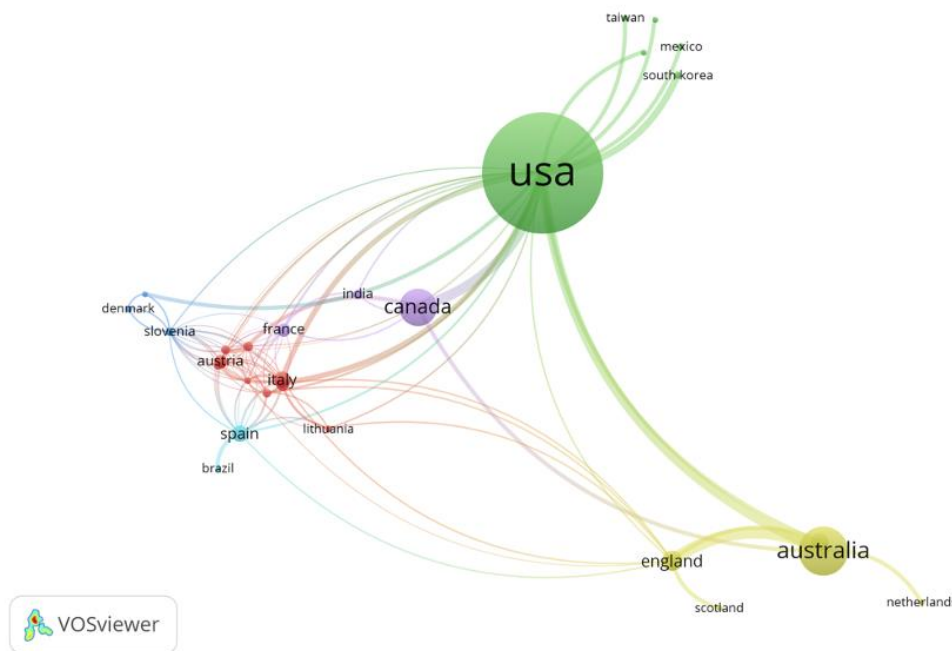 taiwan
mexico
south korea
usa
india
canada
denmark
slovenia
france
austria
italy
lithuania
spain
brazil
england
australia
scotland
netherland
VOSviewer